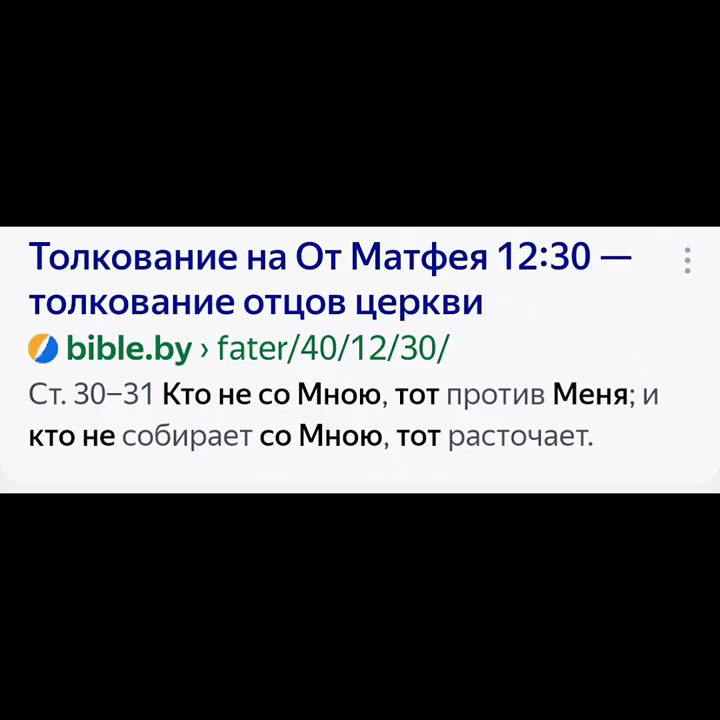 Толкование на От Матфея 12:30 —
толкование отцов церкви
bible.by › fater/40/12/30/
Ст. 30–31 Кто не со Мною, тот против Меня; и
кто не собирает со Мною, тот расточает.